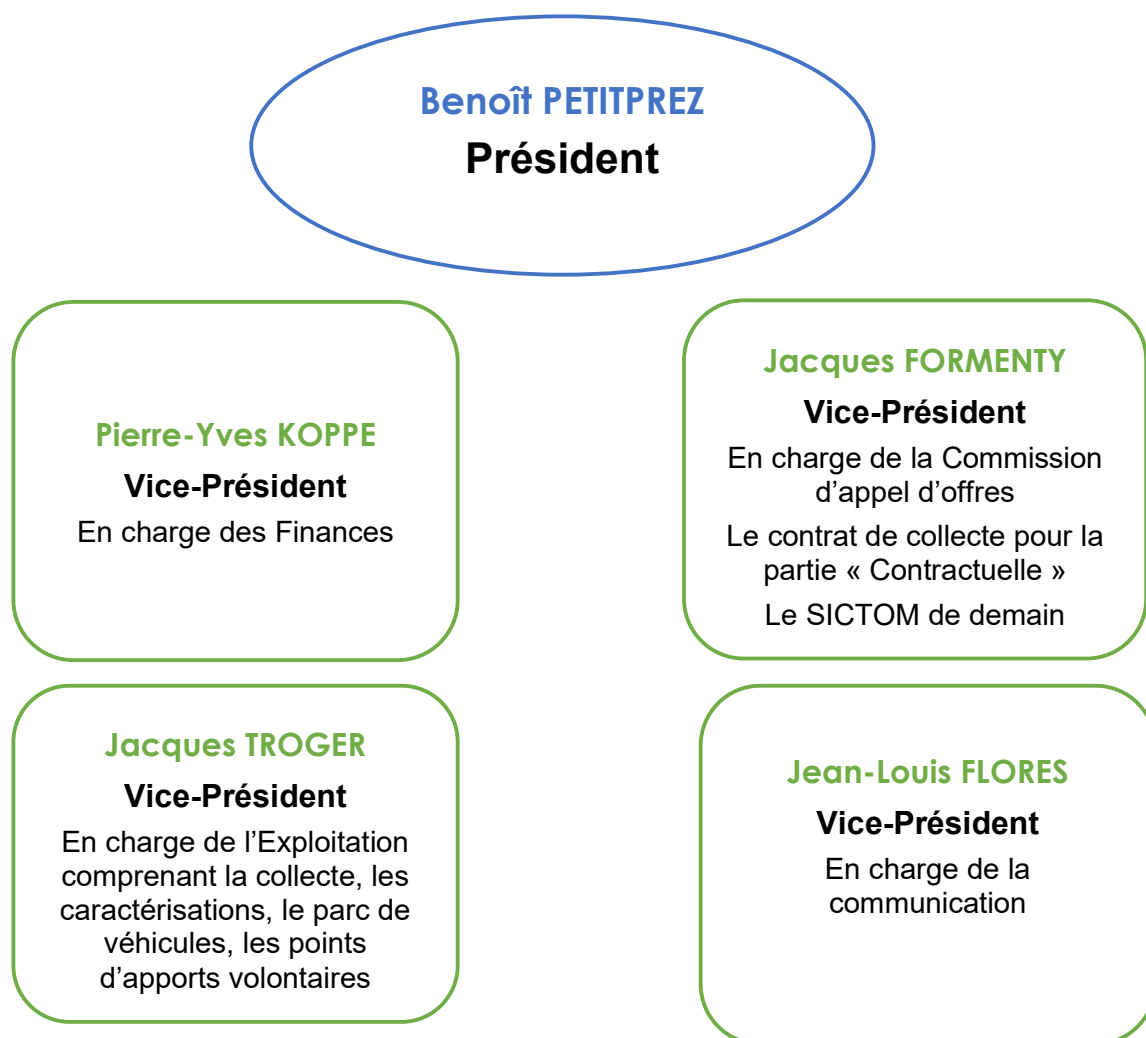 Benoît PETITPREZ
Président
Pierre-Yves KOPPE
Vice-Président
En charge des Finances
Jacques FORMENTY
Vice-Président
En charge de la Commission
d’appel d’offres
Le contrat de collecte pour la
partie « Contractuelle »
Le SICTOM de demain
Jacques TROGER
Vice-Président
En charge de l’Exploitation
comprenant la collecte, les
caractérisations, le parc de
véhicules, les points
d’apports volontaires
Jean-Louis FLORES
Vice-Président
En charge de la
communication